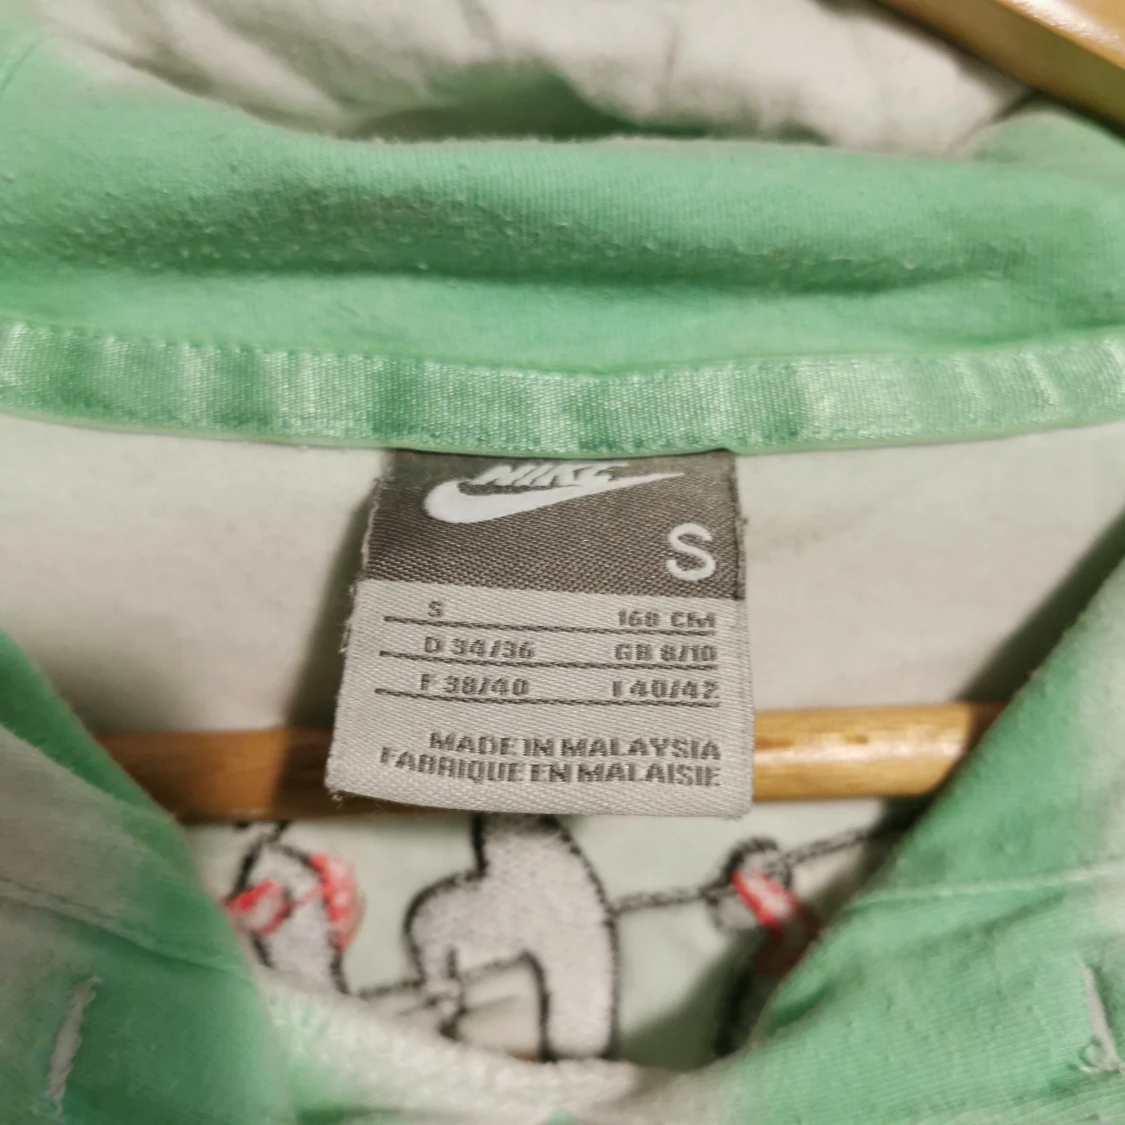 NIKE
S
S 168 CM
D 34/36 GB 8/10
F 38/40 I 40/42
MADE IN MALAYSIA
FABRIQUE EN MALAISIE